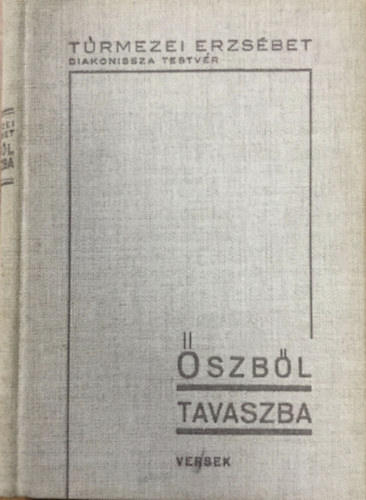 TÚRMEZEI ERZSÉBET
DIAKONISSZA TESTVÉR
ŐSZBŐL
TAVASZBA
VERSEK